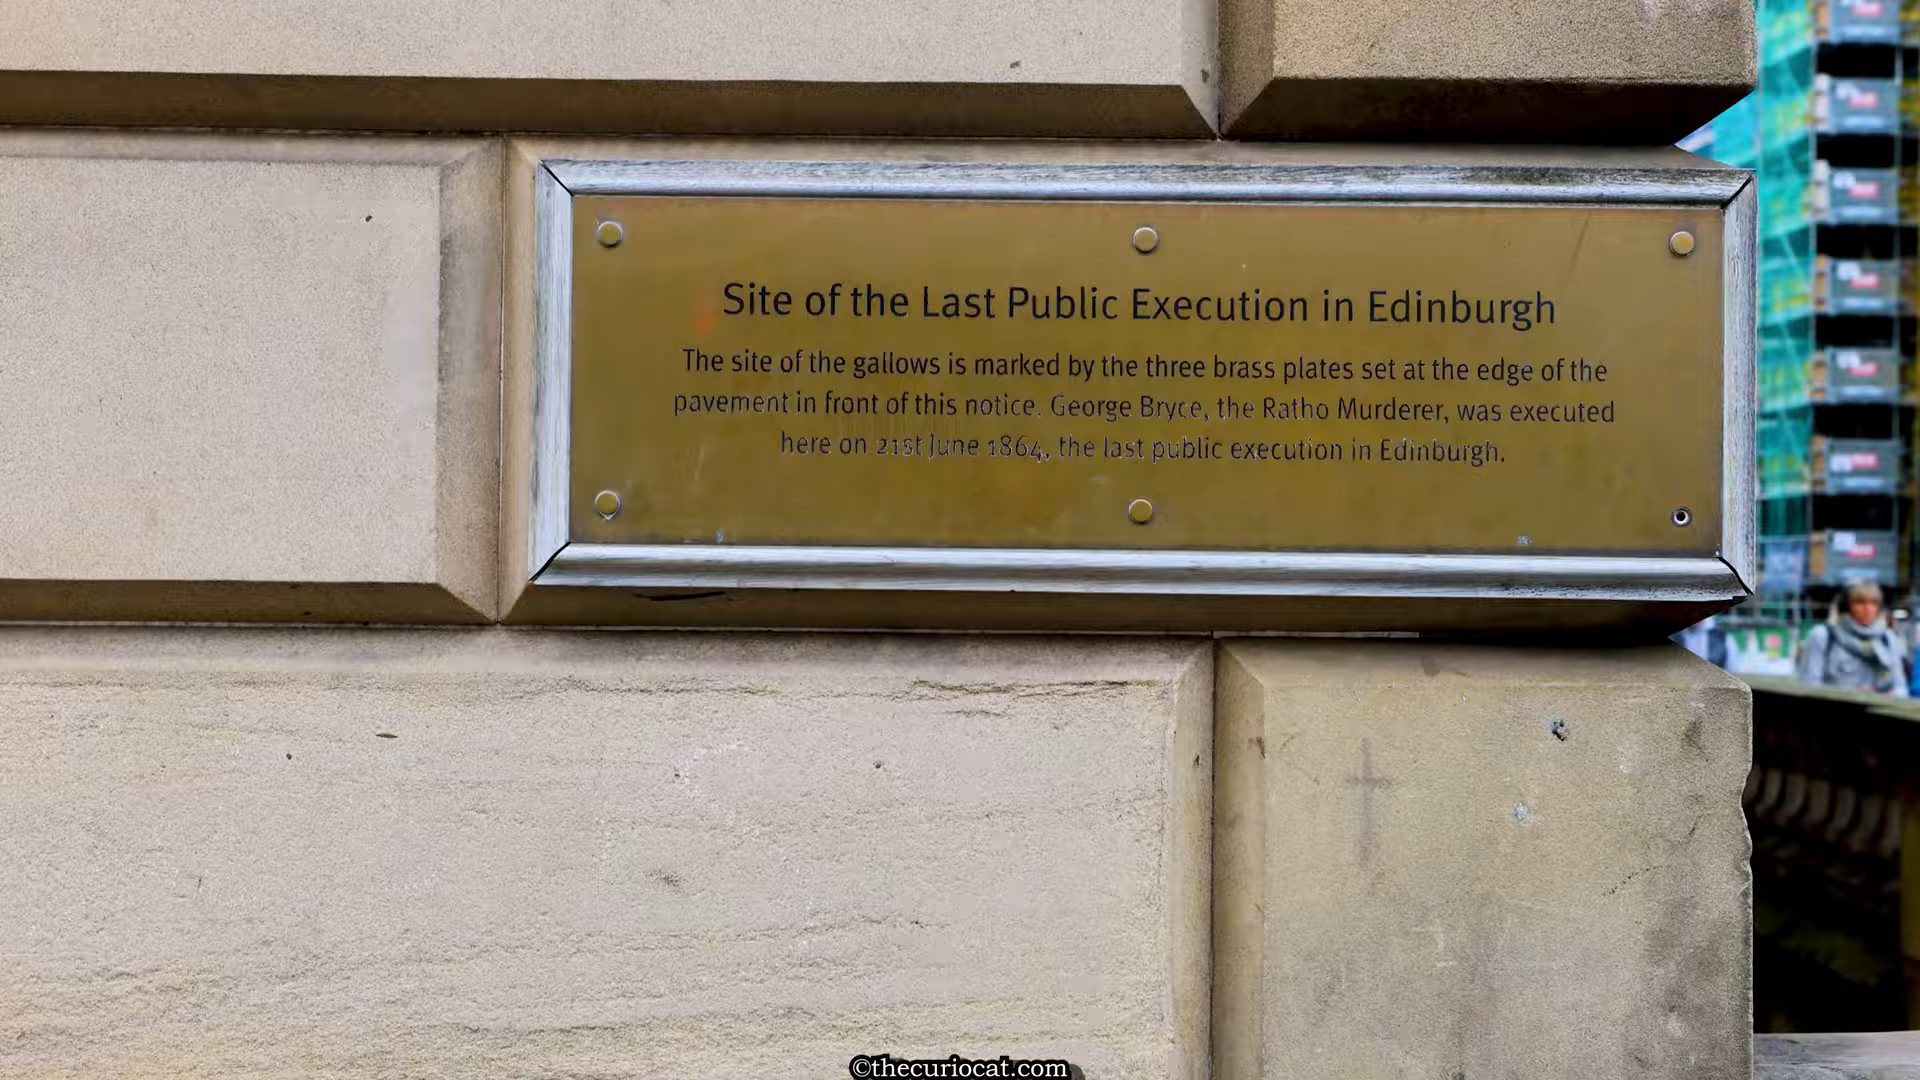 Site of the Last Public Execution in Edinburgh
The site of the gallows is marked by the three brass plates set at the edge of the
pavement in front of this notice. George Bryce, the Ratho Murderer, was executed
here on 21st June 1864, the last public execution in Edinburgh.
©thecuriocat.com